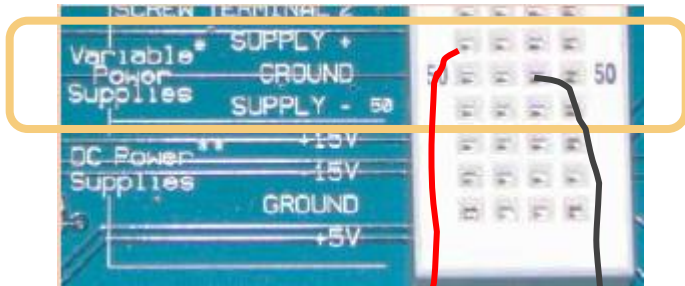 SCREW TERMINAL 2
Variable*
Power
Supplies
SUPPLY +
GROUND
SUPPLY - 50
50
50
DC Power**
Supplies
+15V
-15V
GROUND
+5V